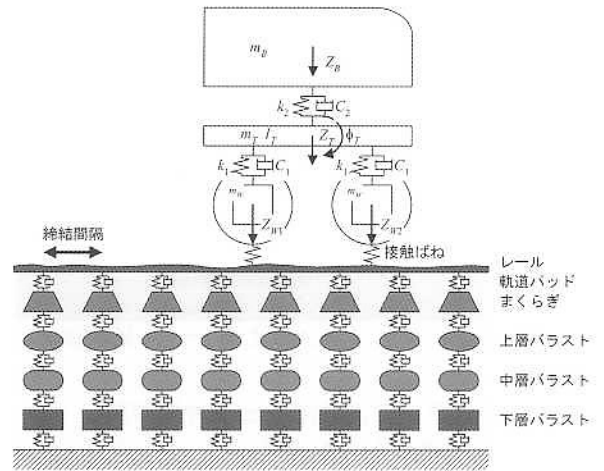 m_B
Z_B
k_2
C_2
m_T I_T
Z_T
ϕ_T
k_1
C_1
k_1
C_1
m_w
m_w
Z_W1
Z_W2
締結間隔
接触ばね
レール
軌道パッド
まくらぎ
上層バラスト
中層バラスト
下層バラスト